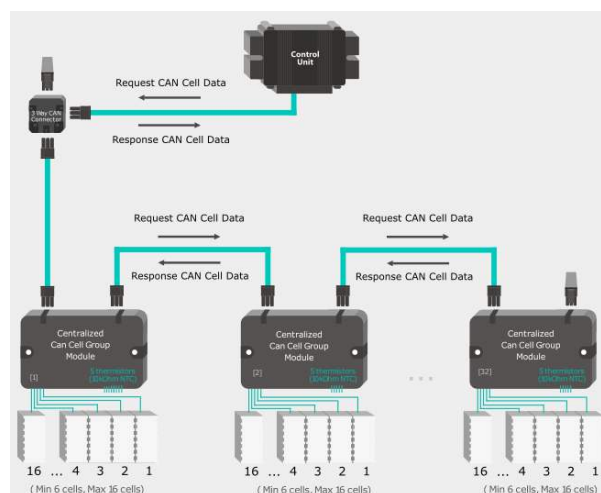 Control
Unit
Request CAN Cell Data
3 Way CAN
Connector
Response CAN Cell Data
Request CAN Cell Data
Request CAN Cell Data
Response CAN Cell Data
Response CAN Cell Data
Centralized
Can Cell Group
Module
[1]
5 thermistors
(10kOhm NTC)
Centralized
Can Cell Group
Module
[2]
5 thermistors
(10kOhm NTC)
...
Centralized
Can Cell Group
Module
[32]
5 thermistors
(10kOhm NTC)
16 ... 4 3 2 1
16 ... 4 3 2 1
16 ... 4 3 2 1
( Min 6 cells, Max 16 cells)
( Min 6 cells, Max 16 cells)
( Min 6 cells, Max 16 cells)